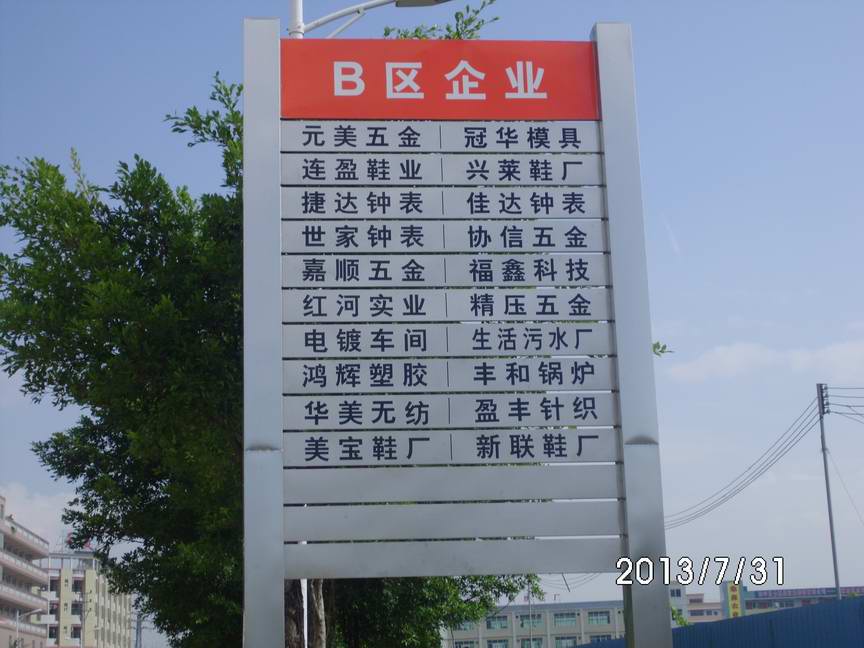 B区企业
元美五金 冠华模具
连盈鞋业 兴莱鞋厂
捷达钟表 佳达钟表
世家钟表 协信五金
嘉顺五金 福鑫科技
红河实业 精压五金
电镀车间 生活污水厂
鸿辉塑胶 丰和锅炉
华美无纺 盈丰针织
美宝鞋厂 新联鞋厂
2013/7/31